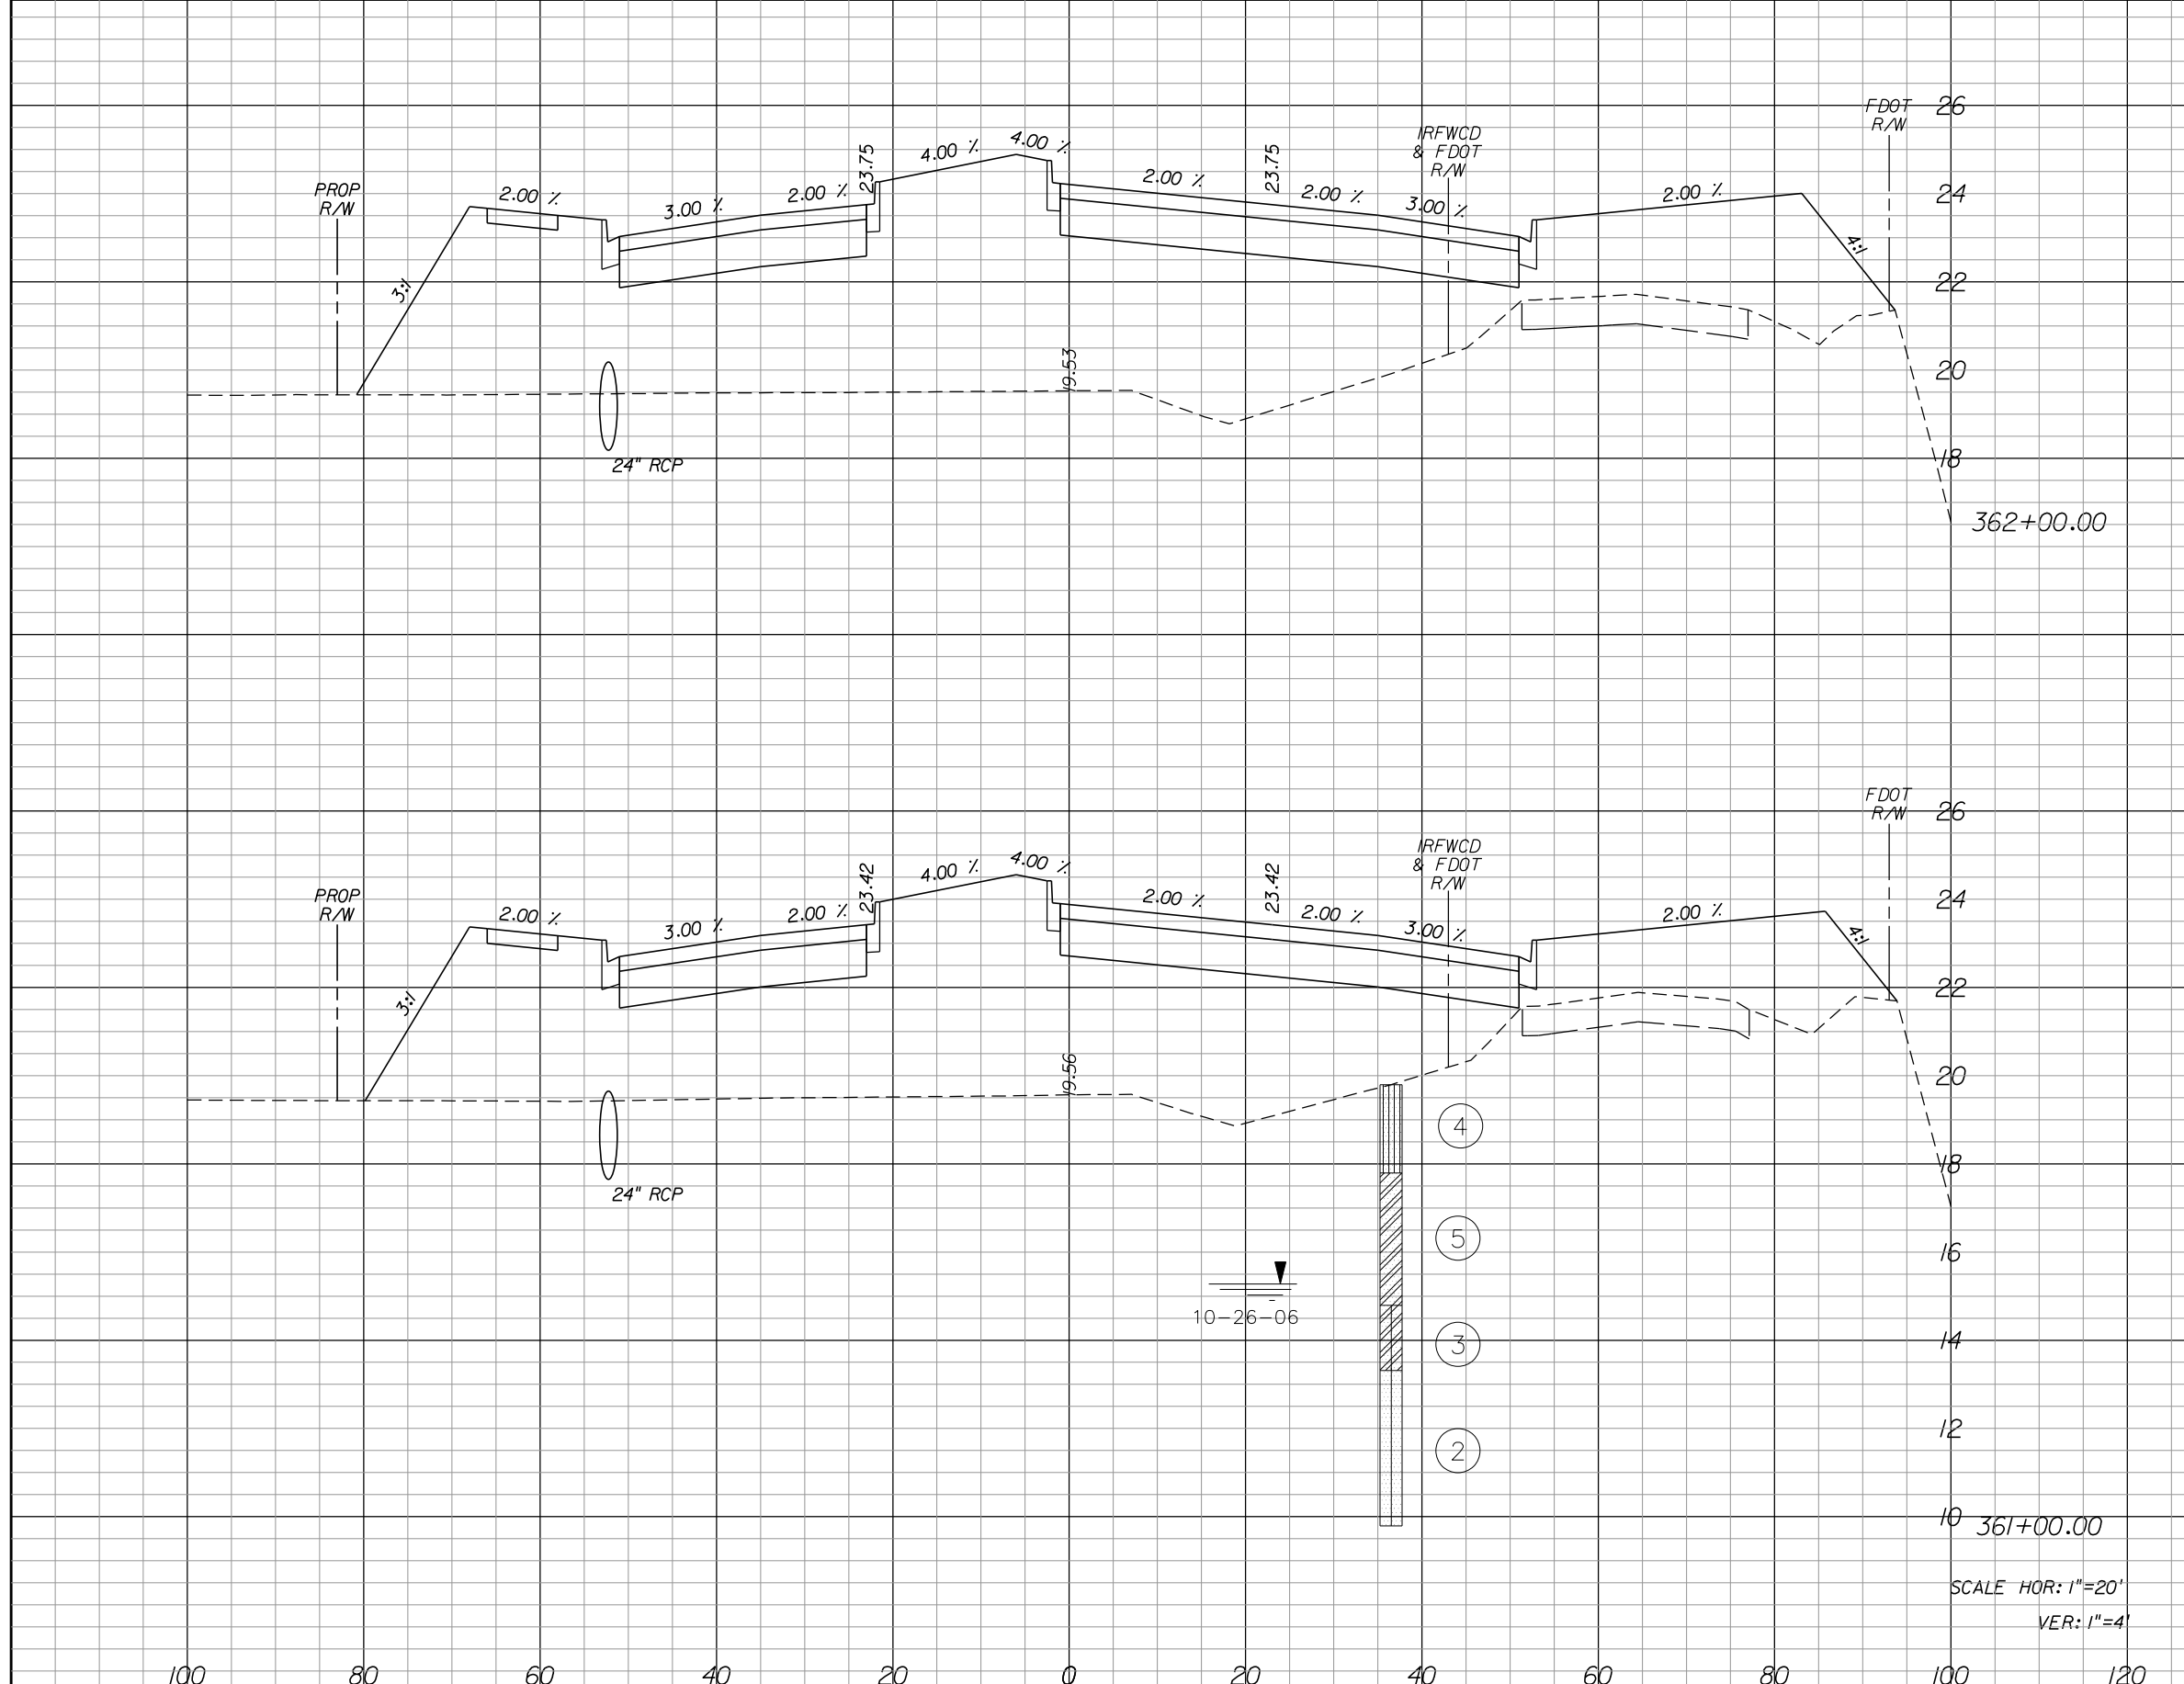 FDOT
R/W
26
IRFWCD
& FDOT
R/W
PROP
R/W
2.00 %
3.00 %
2.00 %
23.75
4.00 %
4.00 %
2.00 %
23.75
2.00 %
3.00 %
2.00 %
24
3:1
4:1
22
19.53
20
24" RCP
18
362+00.00
FDOT
R/W
26
IRFWCD
& FDOT
R/W
PROP
R/W
2.00 %
3.00 %
2.00 %
23.42
4.00 %
4.00 %
2.00 %
23.42
2.00 %
3.00 %
2.00 %
24
3:1
4:1
22
19.56
20
4
24" RCP
18
5
16
10-26-06
3
14
2
12
10
361+00.00
SCALE HOR: 1"=20'
VER: 1"=4'
100 80 60 40 20 0 20 40 60 80 100 120